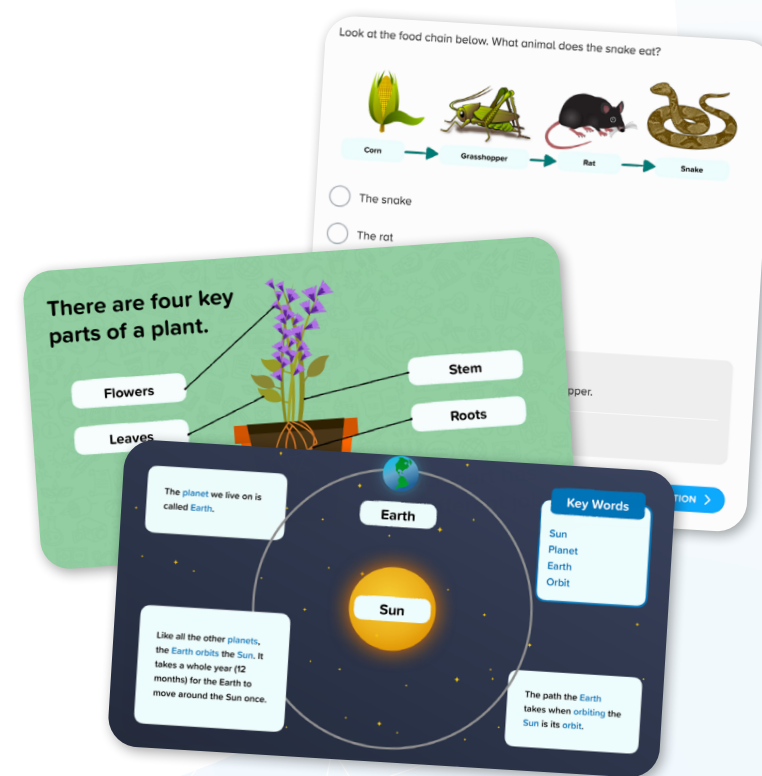 Look at the food chain below. What animal does the snake eat?
Corn
Grasshopper
Rat
Snake
The snake
The rat
There are four key
parts of a plant.
Flowers
Leaves
Stem
Roots
The planet we live on is
called Earth.
Earth
Sun
Like all the other planets,
the Earth orbits the Sun. It
takes a whole year (12
months) for the Earth to
move around the Sun once.
Key Words
Sun
Planet
Earth
Orbit
The path the Earth
takes when orbiting the
Sun is its orbit.